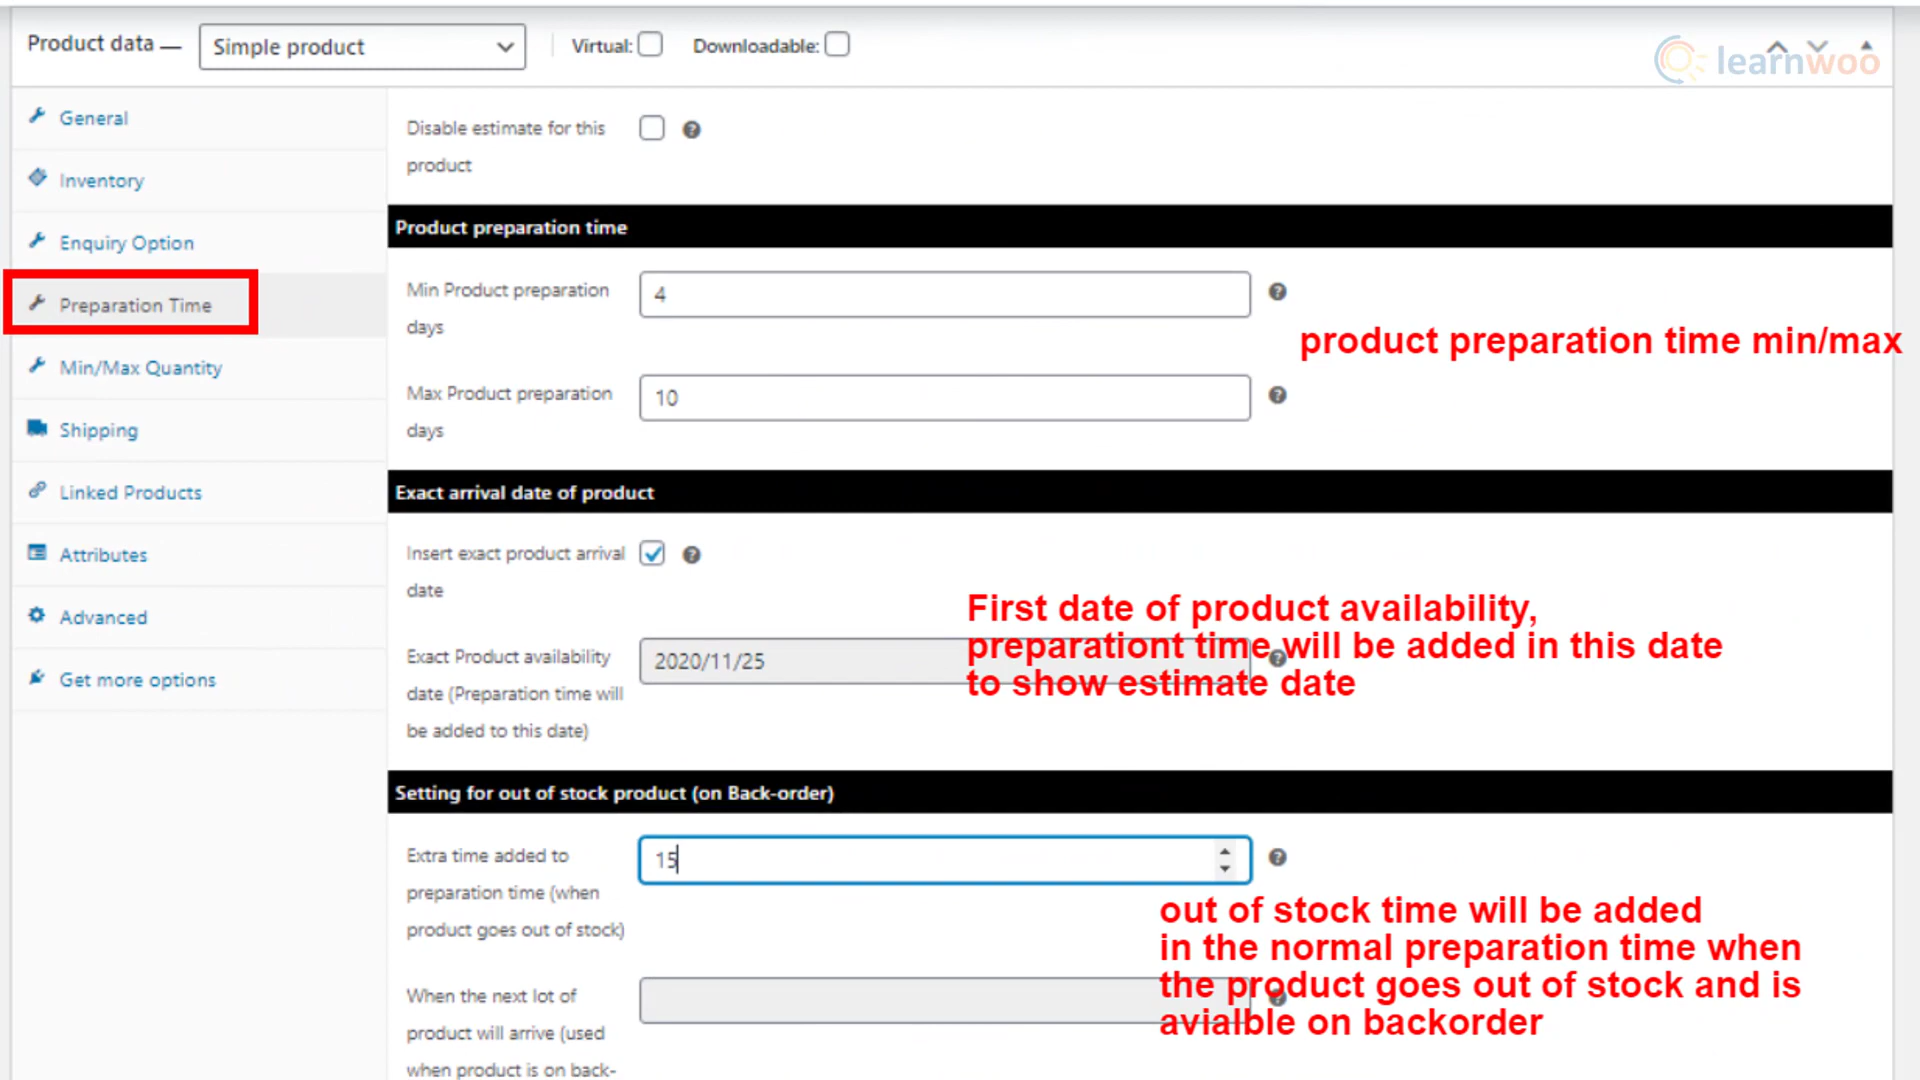 Product data —
Simple product
Virtual:
Downloadable:
learnwoo
General
Inventory
Enquiry Option
Preparation Time
Min/Max Quantity
Shipping
Linked Products
Attributes
Advanced
Get more options
Disable estimate for this
product
Product preparation time
Min Product preparation
days
4
product preparation time min/max
Max Product preparation
days
10
Exact arrival date of product
Insert exact product arrival
date
Exact Product availability
date (Preparation time will
be added to this date)
2020/11/25
First date of product availability,
preparationt time will be added in this date
to show estimate date
Setting for out of stock product (on Back-order)
Extra time added to
preparation time (when
product goes out of stock)
15
out of stock time will be added
in the normal preparation time when
the product goes out of stock and is
avialble on backorder
When the next lot of
product will arrive (used
when product is on back-